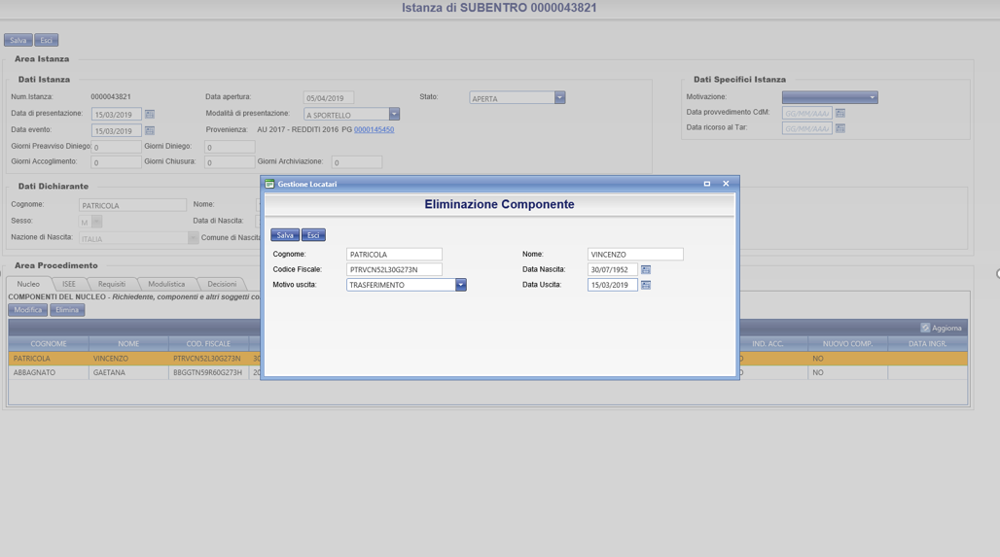 Istanza di SUBENTRO 0000043821
Salva Esci
Area Istanza
Dati Istanza Dati Specifici Istanza
Num.Istanza: 0000043821 Data apertura: 05/04/2019 Stato: APERTA Motivazione:
Data di presentazione: 15/03/2019 Modalità di presentazione: A SPORTELLO Data provvedimento CdM: GG/MM/AAAA
Data evento: 15/03/2019 Provenienza: AU 2017 - REDDITI 2016 PG 0000145450 Data ricorso al Tar: GG/MM/AAAA
Giorni Preavviso Diniego: 0 Giorni Diniego: 0
Giorni Accoglimento: 0 Giorni Chiusura: 0 Giorni Archiviazione: 0
Dati Dichiarante
Cognome: PATRICOLA Nome:
Sesso: M Data di Nascita:
Nazione di Nascita: ITALIA Comune di Nascita
Gestione Locatari
Eliminazione Componente
Salva Esci
Cognome: PATRICOLA Nome: VINCENZO
Codice Fiscale: PTRVCN52L30G273N Data Nascita: 30/07/1952
Motivo uscita: TRASFERIMENTO Data Uscita: 15/03/2019
Area Procedimento
Nucleo ISEE Requisiti Modulistica Decisioni
COMPONENTI DEL NUCLEO - Richiedente, componenti e altri soggetti co
Modifica Elimina
Aggiorna
COGNOME NOME COD. FISCALE IND. ACC. NUOVO COMP. DATA INGR.
PATRICOLA VINCENZO PTRVCN52L30G273N 30 O NO
ABBAGNATO GAETANA BBGGTN59R60G273H 20 O NO